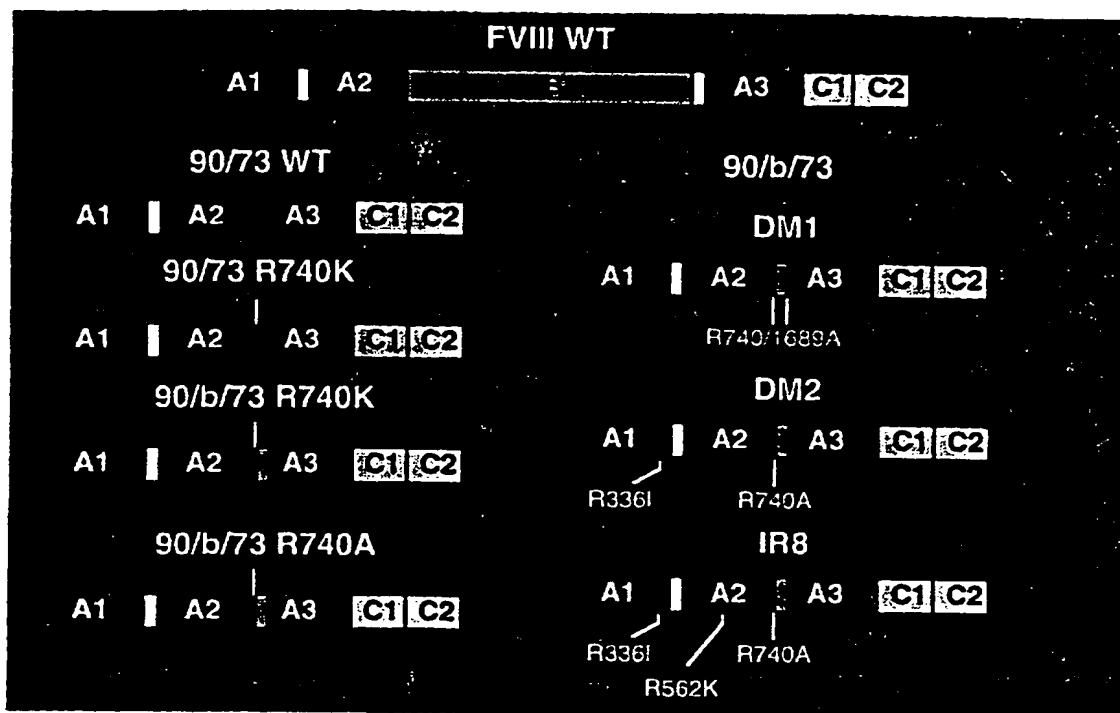 FVIII WT
A1 A2 B A3 C1 C2
90/73 WT
A1 A2 A3 C1 C2
90/73 R740K
A1 A2 A3 C1 C2
90/b/73 R740K
A1 A2 A3 C1 C2
90/b/73 R740A
A1 A2 A3 C1 C2
90/b/73
DM1
A1 A2 A3 C1 C2
R740/1689A
DM2
A1 A2 A3 C1 C2
R336I R740A
IR8
A1 A2 A3 C1 C2
R336I R740A
R562K